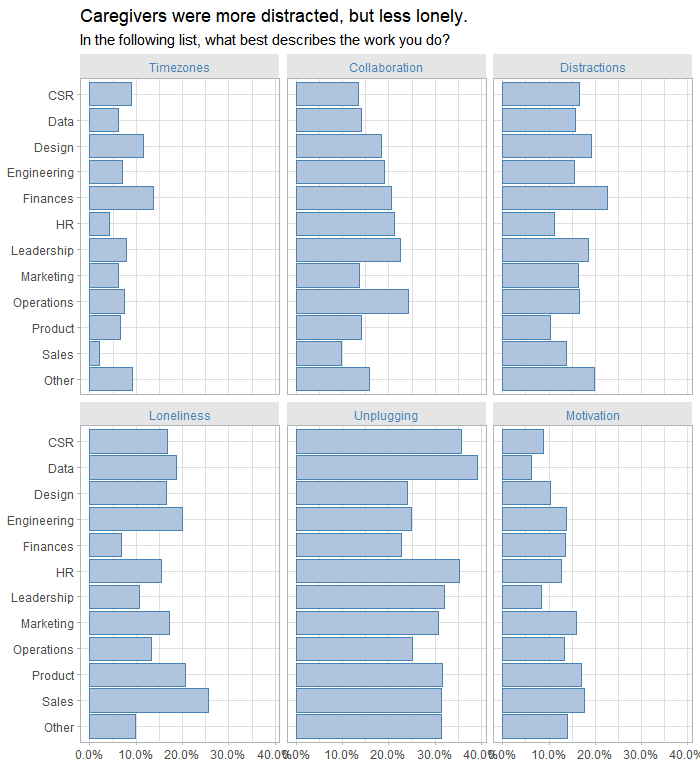 Caregivers were more distracted, but less lonely.
In the following list, what best describes the work you do?
Timezones Collaboration Distractions
CSR
Data
Design
Engineering
Finances
HR
Leadership
Marketing
Operations
Product
Sales
Other
Loneliness Unplugging Motivation
CSR
Data
Design
Engineering
Finances
HR
Leadership
Marketing
Operations
Product
Sales
Other
0.0% 10.0% 20.0% 30.0% 40.0% 0.0% 10.0% 20.0% 30.0% 40.0% 0.0% 10.0% 20.0% 30.0% 40.0%